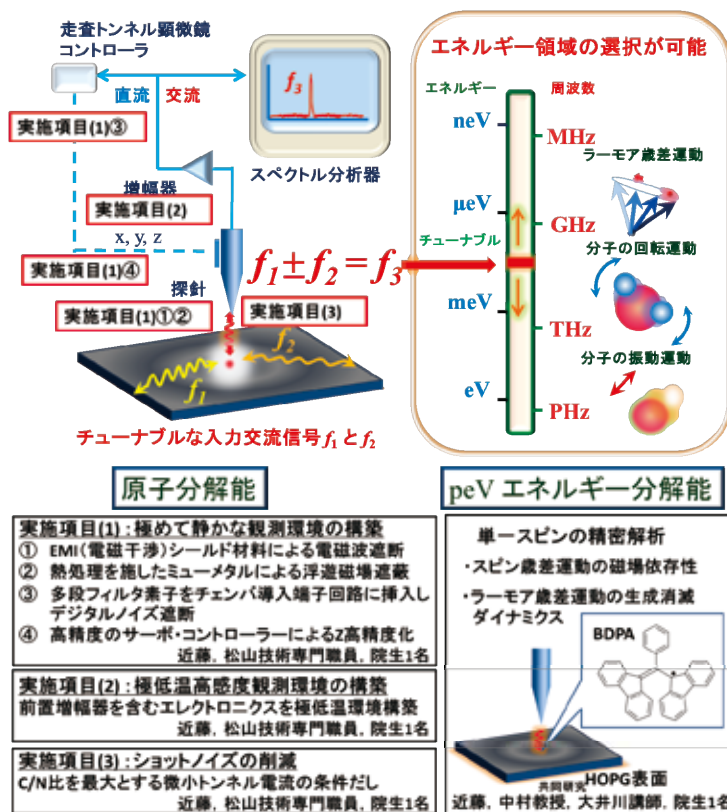 走査トンネル顕微鏡
コントローラ
直流 交流
f3
スペクトル分析器
実施項目(1)③
増幅器
実施項目(2)
x, y, z
実施項目(1)④
探針
f1±f2=f3
実施項目(1)①②
実施項目(3)
f1
f2
チューナブルな入力交流信号f1とf2
エネルギー領域の選択が可能
エネルギー 周波数
neV
MHz
ラーモア歳差運動
μeV
GHz
チューナブル
分子の回転運動
meV
THz
分子の振動運動
eV
PHz
原子分解能
実施項目(1):極めて静かな観測環境の構築
① EMI(電磁干渉)シールド材料による電磁波遮断
② 熱処理を施したミューメタルによる浮遊磁場遮蔽
③ 多段フィルタ素子をチェンバ導入端子回路に挿入し
デジタルノイズ遮断
④ 高精度のサーボ・コントローラーによるZ高精度化
近藤, 松山技術専門職員, 院生1名
実施項目(2):極低温高感度観測環境の構築
前置増幅器を含むエレクトロニクスを極低温環境構築
近藤, 松山技術専門職員, 院生1名
実施項目(3):ショットノイズの削減
C/N比を最大とする微小トンネル電流の条件だし
近藤, 松山技術専門職員, 院生1名
peV エネルギー分解能
単一スピンの精密解析
・スピン歳差運動の磁場依存性
・ラーモア歳差運動の生成消滅
ダイナミクス
BDPA
共同研究
HOPG表面
近藤, 中村教授, 大井川講師, 院生1名